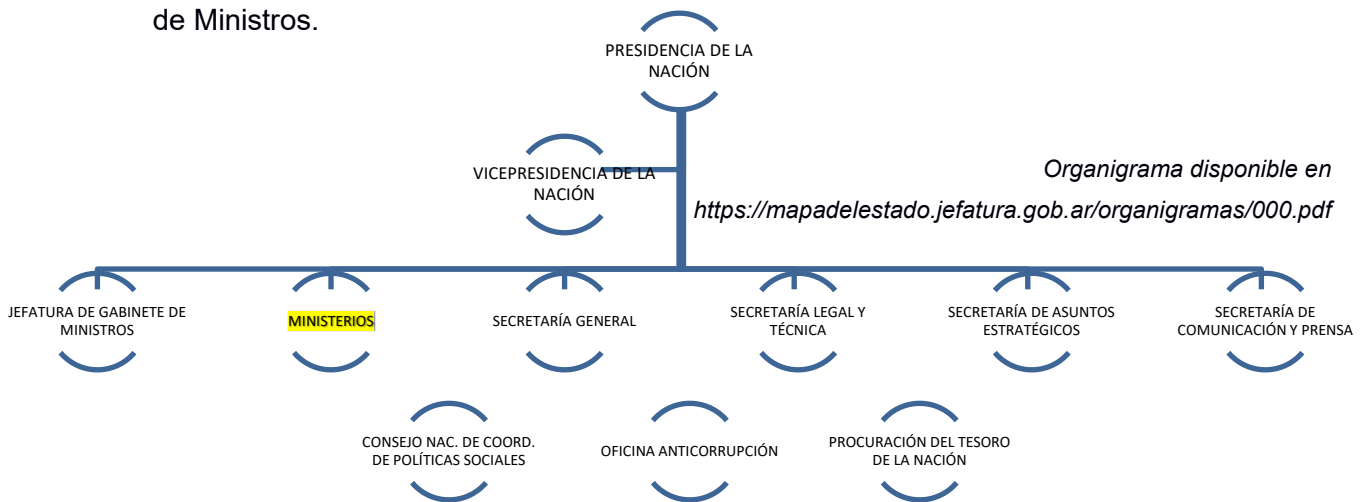 de Ministros.
PRESIDENCIA DE LA
NACIÓN
VICEPRESIDENCIA DE LA
NACIÓN
Organigrama disponible en
https://mapadelestado.jefatura.gob.ar/organigramas/000.pdf
JEFATURA DE GABINETE DE
MINISTROS
MINISTERIOS
SECRETARÍA GENERAL
SECRETARÍA LEGAL Y
TÉCNICA
SECRETARÍA DE ASUNTOS
ESTRATÉGICOS
SECRETARÍA DE
COMUNICACIÓN Y PRENSA
CONSEJO NAC. DE COORD.
DE POLÍTICAS SOCIALES
OFICINA ANTICORRUPCIÓN
PROCURACIÓN DEL TESORO
DE LA NACIÓN